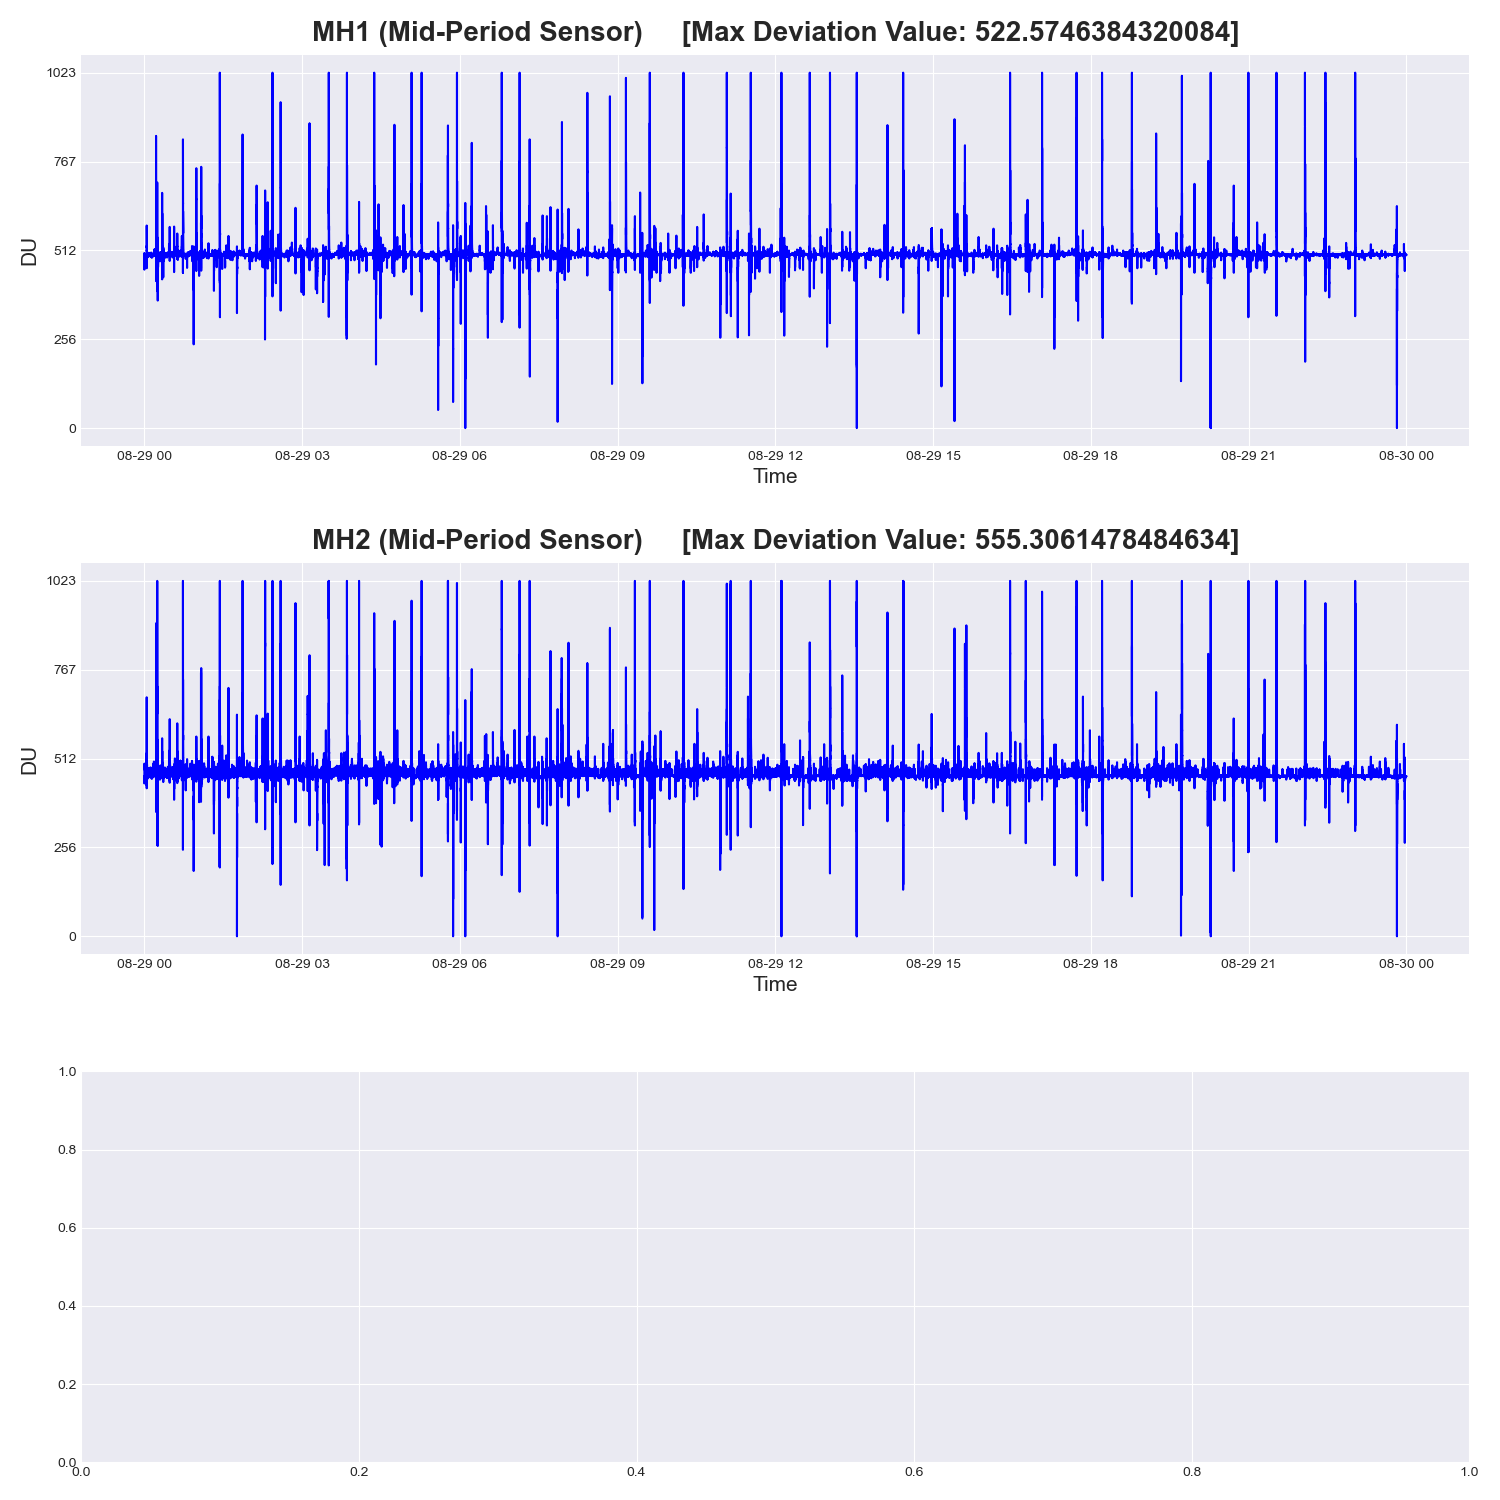 MH1 (Mid-Period Sensor) [Max Deviation Value: 522.5746384320084]
1023
767
512
256
0
DU
08-29 00 08-29 03 08-29 06 08-29 09 08-29 12 08-29 15 08-29 18 08-29 21 08-30 00
Time
MH2 (Mid-Period Sensor) [Max Deviation Value: 555.3061478484634]
1023
767
512
256
0
DU
08-29 00 08-29 03 08-29 06 08-29 09 08-29 12 08-29 15 08-29 18 08-29 21 08-30 00
Time
1.0
0.8
0.6
0.4
0.2
0.0
0.0 0.2 0.4 0.6 0.8 1.0